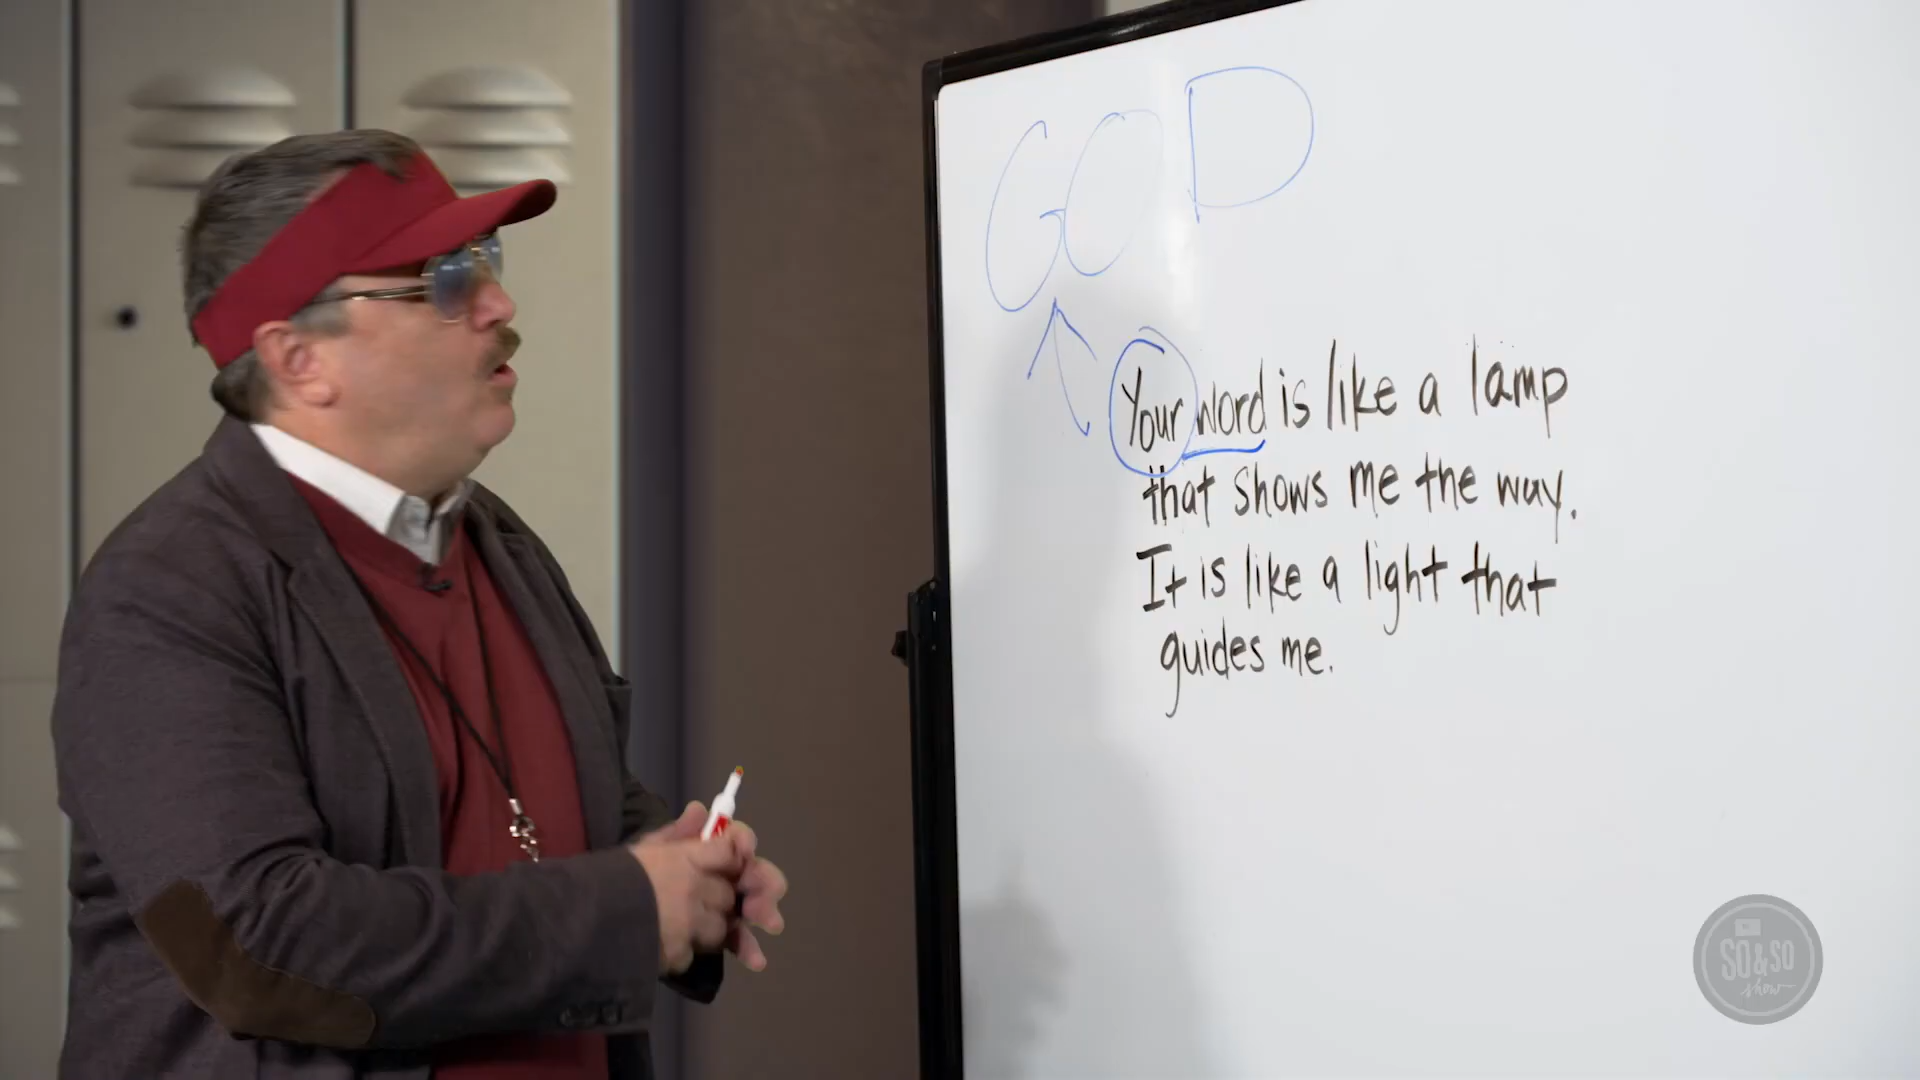 GOD
Your word is like a lamp
that shows me the way.
It is like a light that
guides me.
SO & SO
show